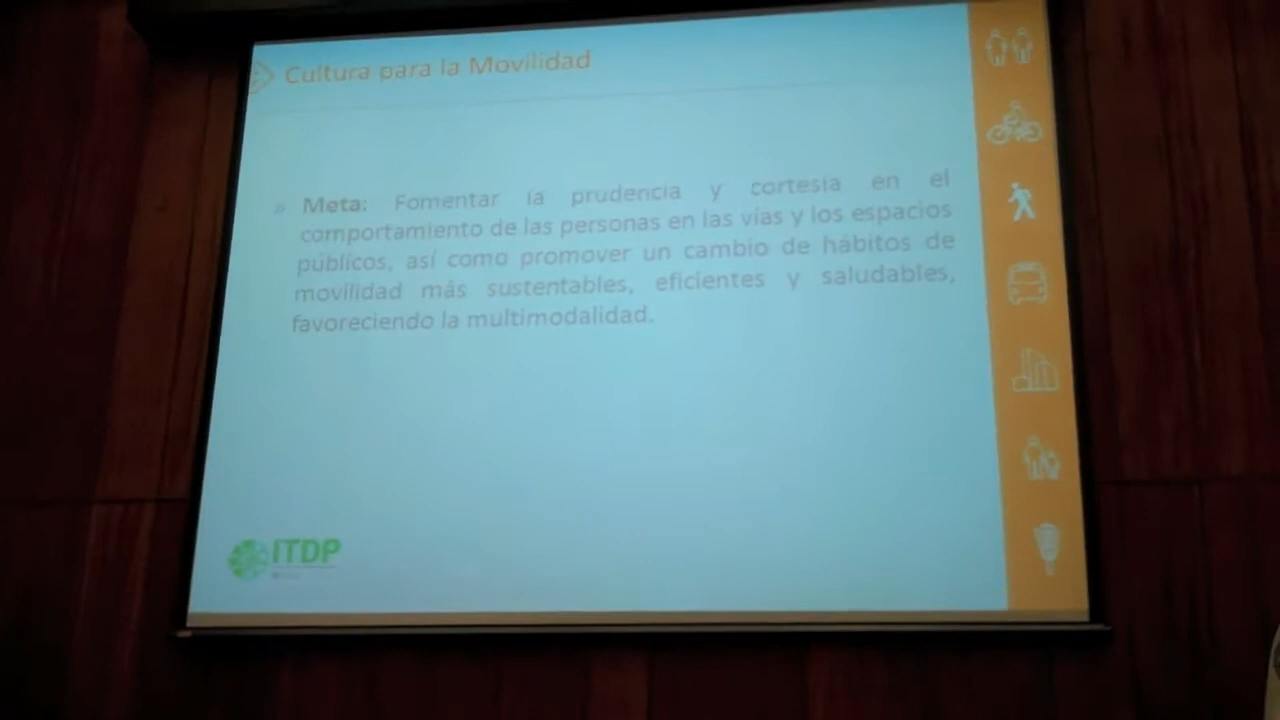 Cultura para la Movilidad
» Meta: Fomentar la prudencia y cortesía en el
comportamiento de las personas en las vías y los espacios
públicos, así como promover un cambio de hábitos de
movilidad más sustentables, eficientes y saludables,
favoreciendo la multimodalidad.
ITDP